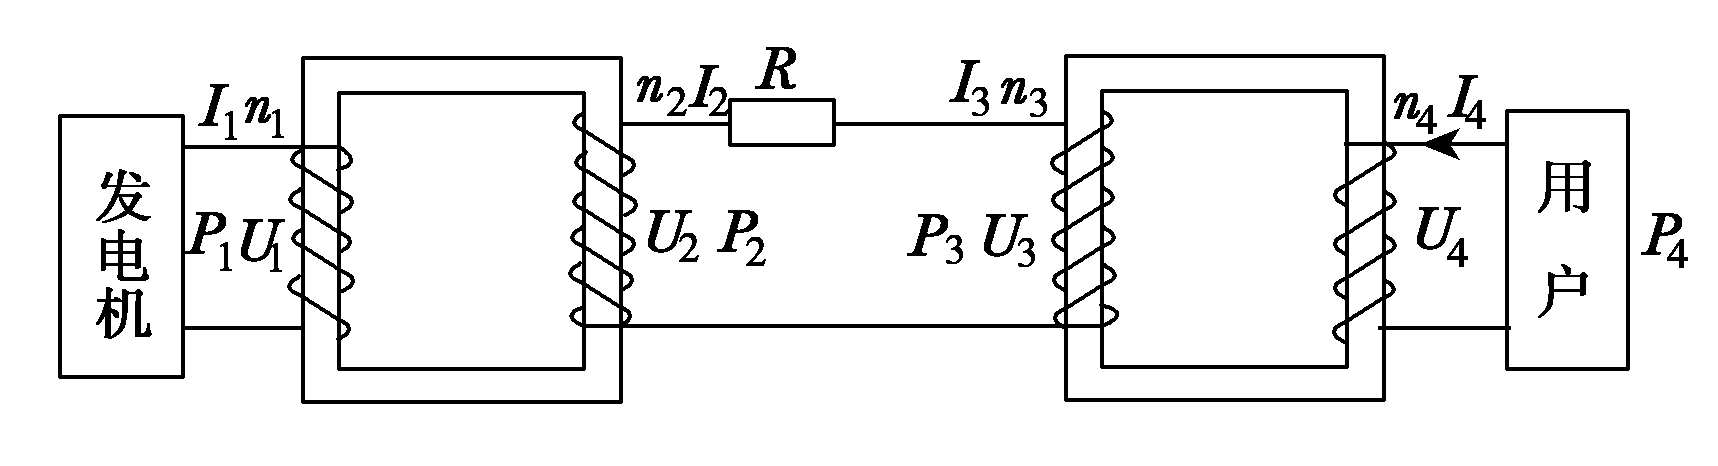 发电机
I₁ n₁
P₁ U₁
n₂ I₂
R
U₂ P₂
I₃ n₃
P₃ U₃
n₄ I₄
U₄
用户
P₄